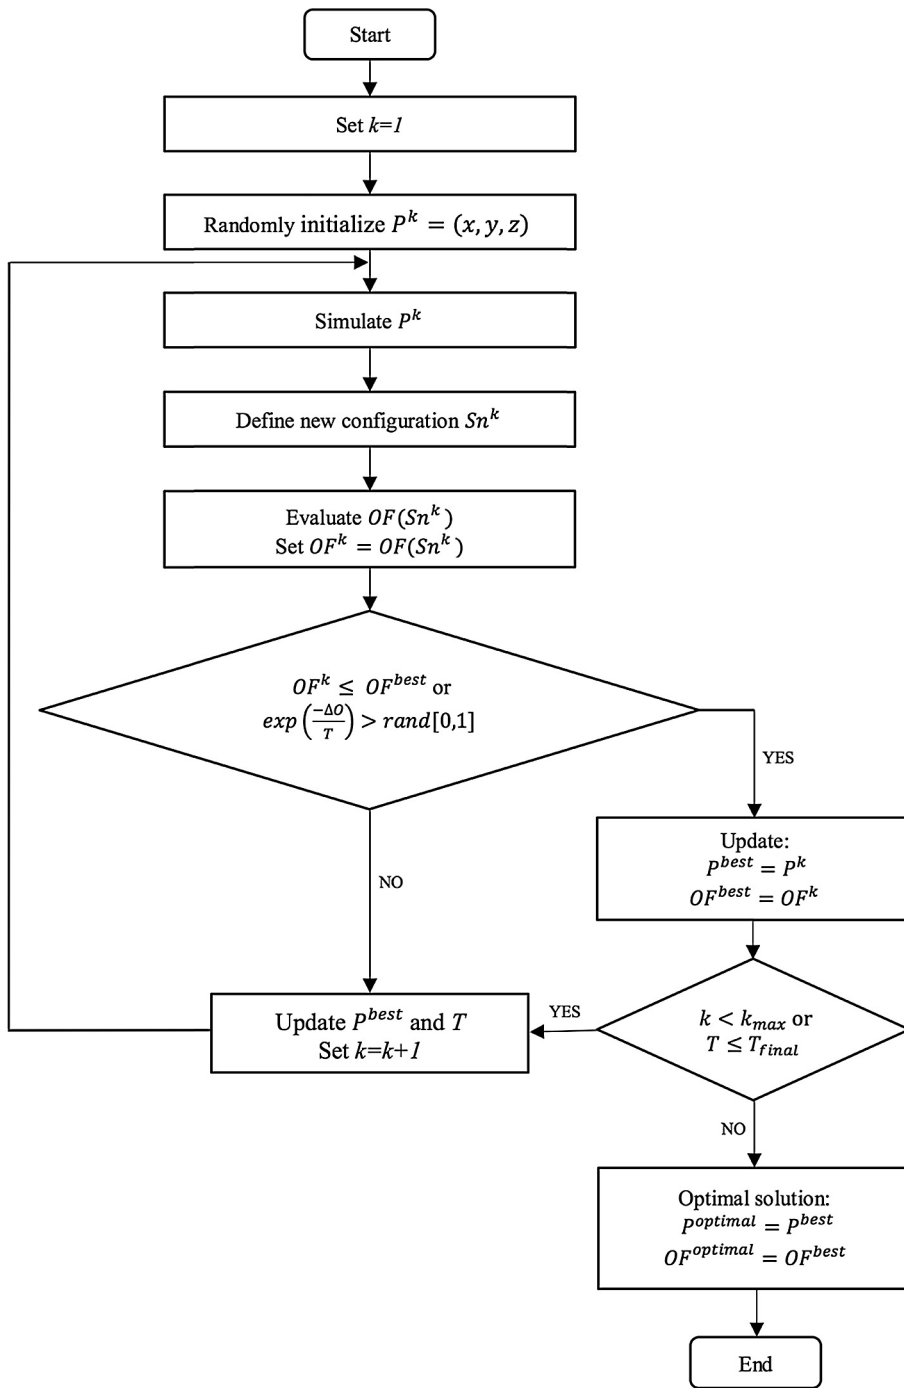 Start
Set k=1
Randomly initialize P^k = (x, y, z)
Simulate P^k
Define new configuration Sn^k
Evaluate OF(Sn^k)
Set OF^k = OF(Sn^k)
OF^k ≤ OF^best or
exp(−ΔO/T) > rand[0,1]
YES
Update:
P^best = P^k
OF^best = OF^k
NO
Update P^best and T
Set k=k+1
YES
k < k_max or
T ≤ T_final
NO
Optimal solution:
P^optimal = P^best
OF^optimal = OF^best
End